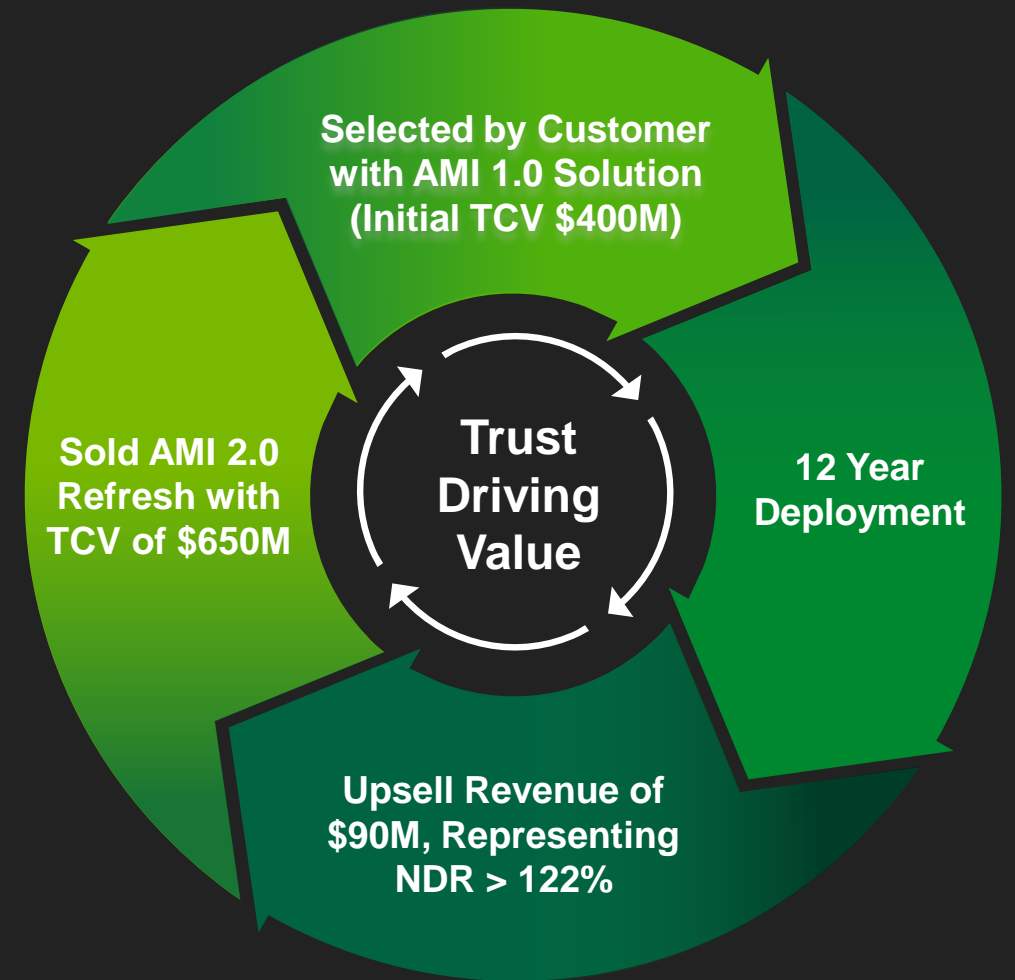 Selected by Customer
with AMI 1.0 Solution
(Initial TCV $400M)
12 Year
Deployment
Upsell Revenue of
$90M, Representing
NDR > 122%
Sold AMI 2.0
Refresh with
TCV of $650M
Trust
Driving
Value